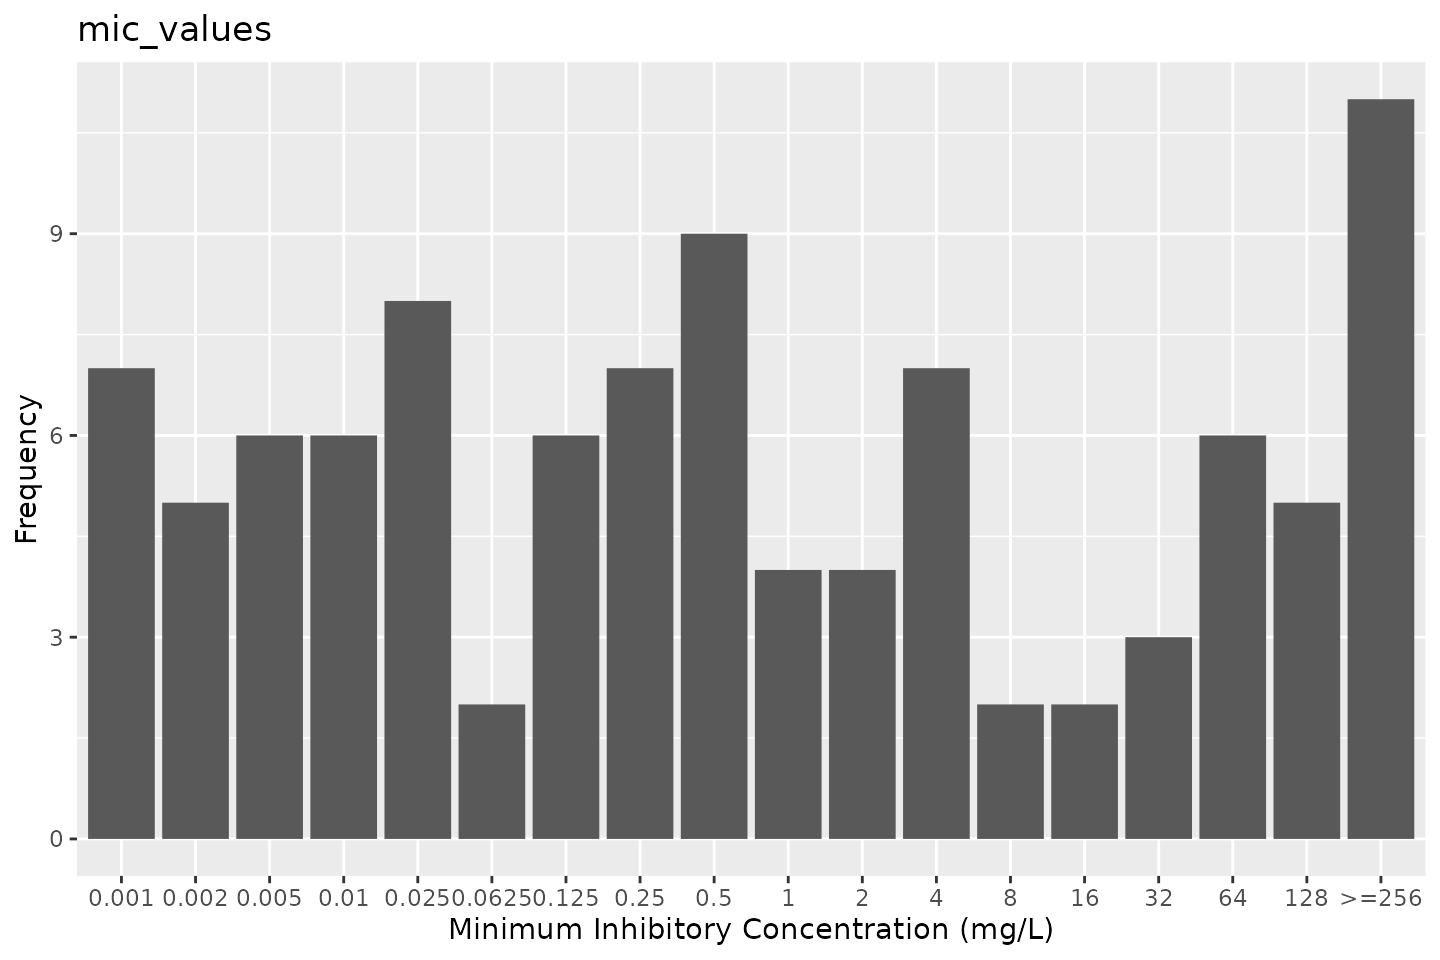 mic_values
Frequency
9
6
3
0
0.001 0.002 0.005 0.01 0.025 0.0625 0.125 0.25 0.5 1 2 4 8 16 32 64 128 >=256
Minimum Inhibitory Concentration (mg/L)